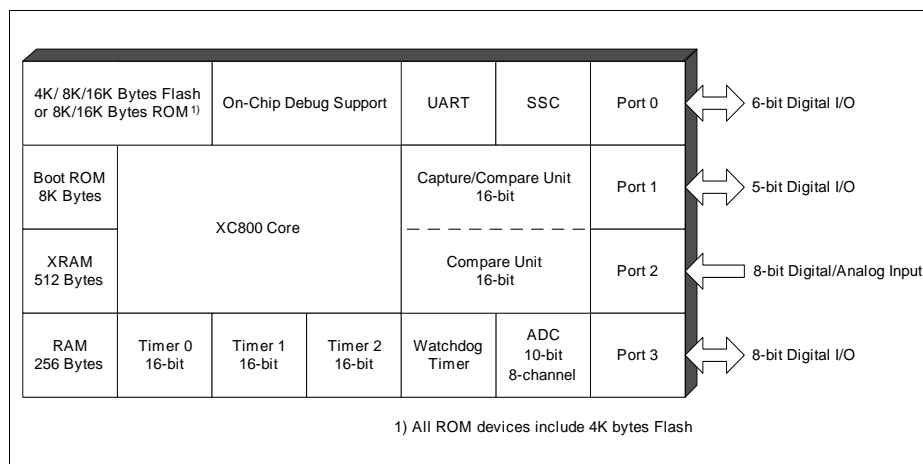 4K/ 8K/16K Bytes Flash
or 8K/16K Bytes ROM1)
On-Chip Debug Support
UART
SSC
Port 0
6-bit Digital I/O
Boot ROM
8K Bytes
XC800 Core
Capture/Compare Unit
16-bit
Port 1
5-bit Digital I/O
XRAM
512 Bytes
Compare Unit
16-bit
Port 2
8-bit Digital/Analog Input
RAM
256 Bytes
Timer 0
16-bit
Timer 1
16-bit
Timer 2
16-bit
Watchdog
Timer
ADC
10-bit
8-channel
Port 3
8-bit Digital I/O
1) All ROM devices include 4K bytes Flash